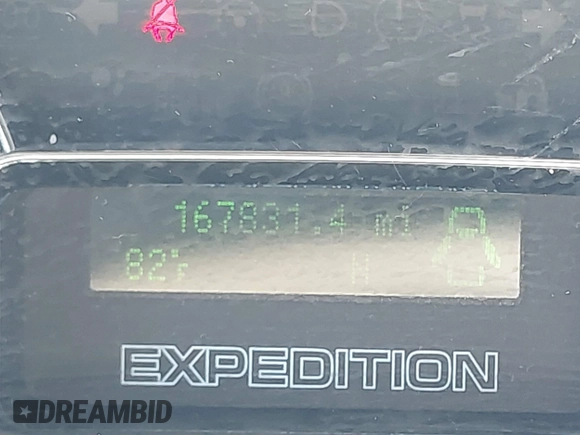 167831.4 mi
82°F
EXPEDITION
DREAMBID